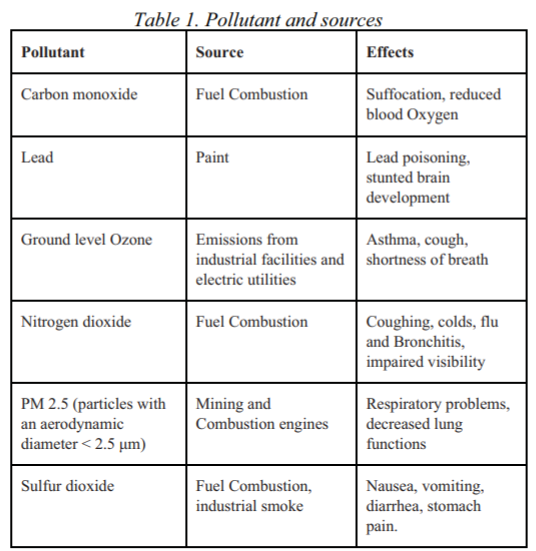 Table 1. Pollutant and sources
Pollutant
Source
Effects
Carbon monoxide
Fuel Combustion
Suffocation, reduced
blood Oxygen
Lead
Paint
Lead poisoning,
stunted brain
development
Ground level Ozone
Emissions from
industrial facilities and
electric utilities
Asthma, cough,
shortness of breath
Nitrogen dioxide
Fuel Combustion
Coughing, colds, flu
and Bronchitis,
impaired visibility
PM 2.5 (particles with
an aerodynamic
diameter < 2.5 μm)
Mining and
Combustion engines
Respiratory problems,
decreased lung
functions
Sulfur dioxide
Fuel Combustion,
industrial smoke
Nausea, vomiting,
diarrhea, stomach
pain.